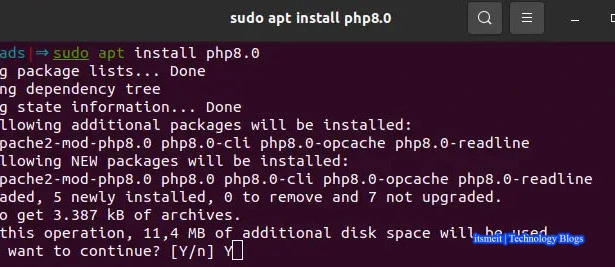 sudo apt install php8.0
ads|⇒ sudo apt install php8.0
g package lists... Done
ng dependency tree
g state information... Done
llowing additional packages will be installed:
pache2-mod-php8.0 php8.0-cli php8.0-opcache php8.0-readline
llowing NEW packages will be installed:
pache2-mod-php8.0 php8.0 php8.0-cli php8.0-opcache php8.0-readline
aded, 5 newly installed, 0 to remove and 7 not upgraded.
o get 3.387 kB of archives.
this operation, 11,4 MB of additional disk space will be used
itsmeit | Technology Blogs
want to continue? [Y/n] Y